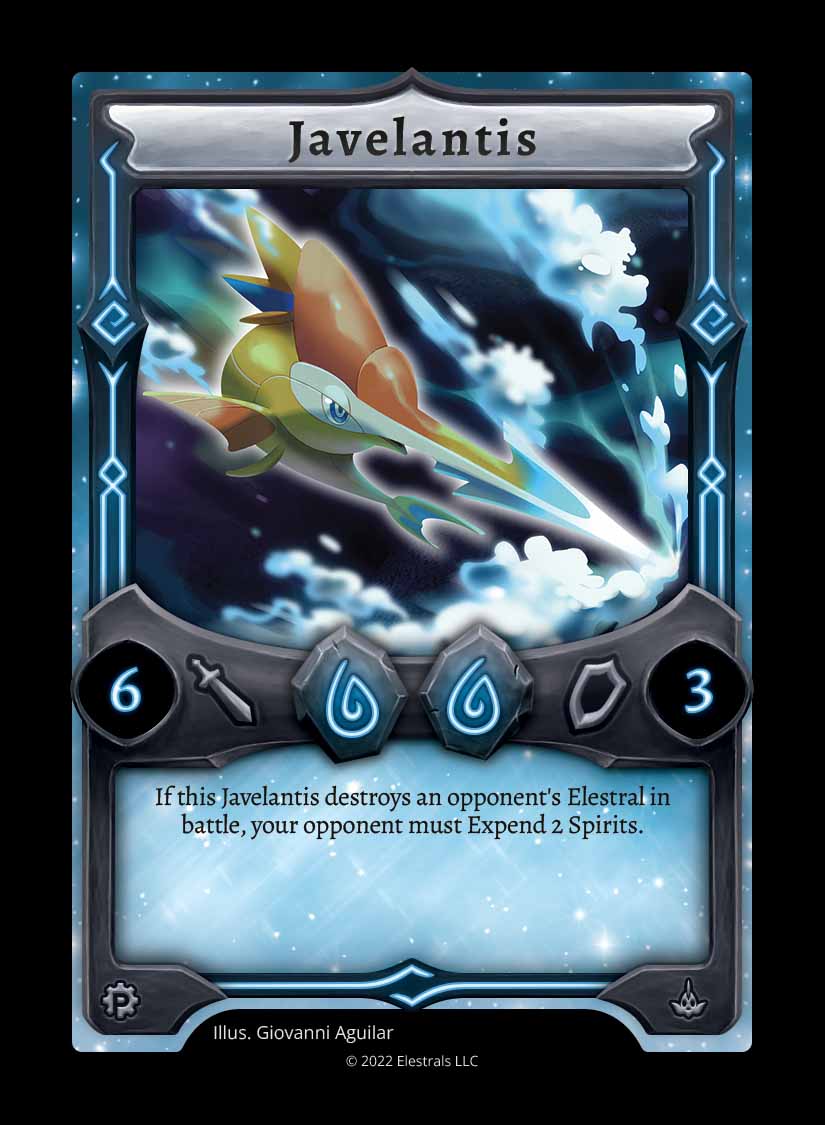 Javelantis
6
3
If this Javelantis destroys an opponent's Elestral in
battle, your opponent must Expend 2 Spirits.
P
Illus. Giovanni Aguilar
© 2022 Elestrals LLC